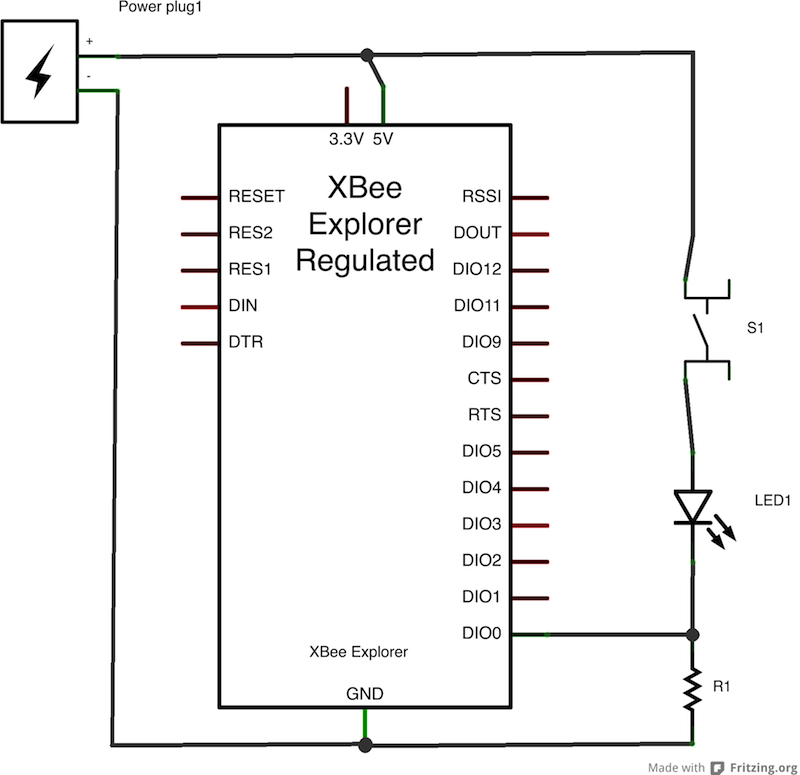 Power plug1
+
-
3.3V 5V
XBee
Explorer
Regulated
RESET
RES2
RES1
DIN
DTR
RSSI
DOUT
DIO12
DIO11
DIO9
CTS
RTS
DIO5
DIO4
DIO3
DIO2
DIO1
DIO0
XBee Explorer
GND
S1
LED1
R1
Made with Fritzing.org